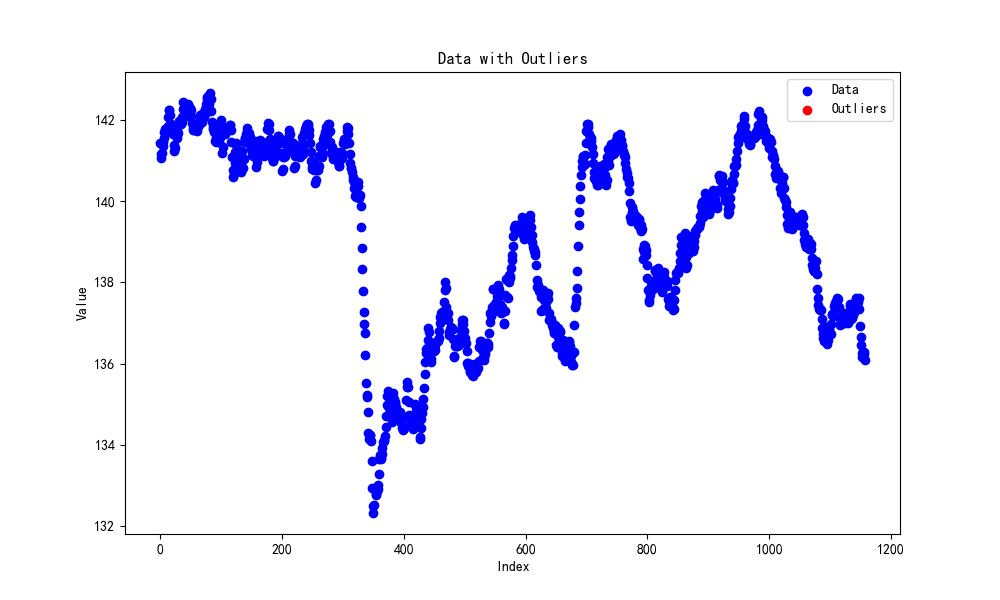 Data with Outliers
Data
Outliers
142
140
138
136
134
132
Value
0 200 400 600 800 1000 1200
Index